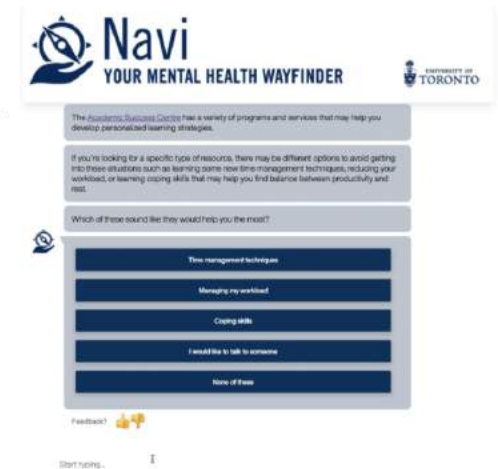 Navi
YOUR MENTAL HEALTH WAYFINDER
UNIVERSITY OF
TORONTO
The Academic Success Centre has a variety of programs and services that may help you
develop personalized learning strategies.
If you're looking for a specific type of resource, there may be different options to avoid getting
into these situations such as learning some new time management techniques, reducing your
workload, or learning coping skills that may help you find balance between productivity and
rest.
Which of these sound like they would help you the most?
Time management techniques
Managing my workload
Coping skills
I would like to talk to someone
None of these
Feedback?
Start typing...